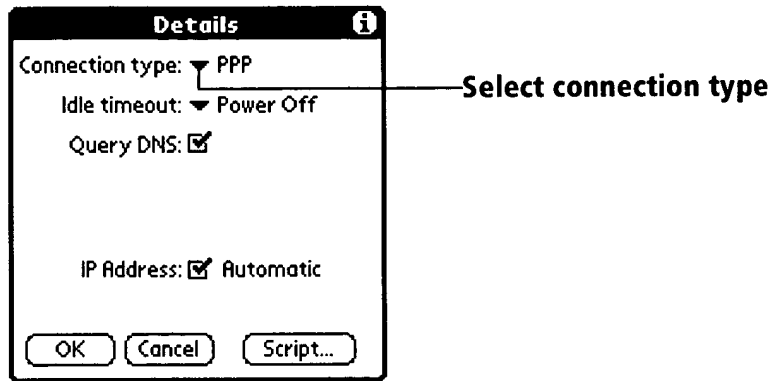 Details
Connection type: PPP
Select connection type
Idle timeout: Power Off
Query DNS:
IP Address: Automatic
OK Cancel Script...